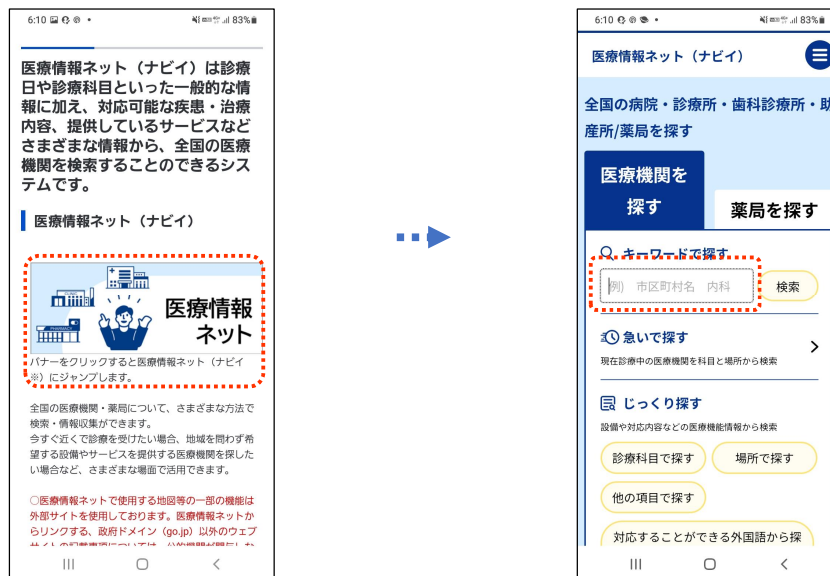 6:10
83%
医療情報ネット（ナビイ）は診療
日や診療科目といった一般的な情
報に加え、対応可能な疾患・治療
内容、提供しているサービスなど
さまざまな情報から、全国の医療
機関を検索することのできるシス
テムです。
医療情報ネット（ナビイ）
CLINIC
PHARMACY
医療情報
ネット
バナーをクリックすると医療情報ネット（ナビイ
※）にジャンプします。
全国の医療機関・薬局について、さまざまな方法で
検索・情報収集ができます。
今すぐ近くで診療を受けたい場合、地域を問わず希
望する設備やサービスを提供する医療機関を探した
い場合など、さまざまな場面で活用できます。
○医療情報ネットで使用する地図等の一部の機能は
外部サイトを使用しております。医療情報ネットか
らリンクする、政府ドメイン（go.jp）以外のウェブ
6:10
83%
医療情報ネット（ナビイ）
全国の病院・診療所・歯科診療所・助
産所/薬局を探す
医療機関を
探す
薬局を探す
キーワードで探す
例) 市区町村名 内科
検索
急いで探す
現在診療中の医療機関を科目と場所から検索
じっくり探す
設備や対応内容などの医療機能情報から検索
診療科目で探す
場所で探す
他の項目で探す
対応することができる外国語から探